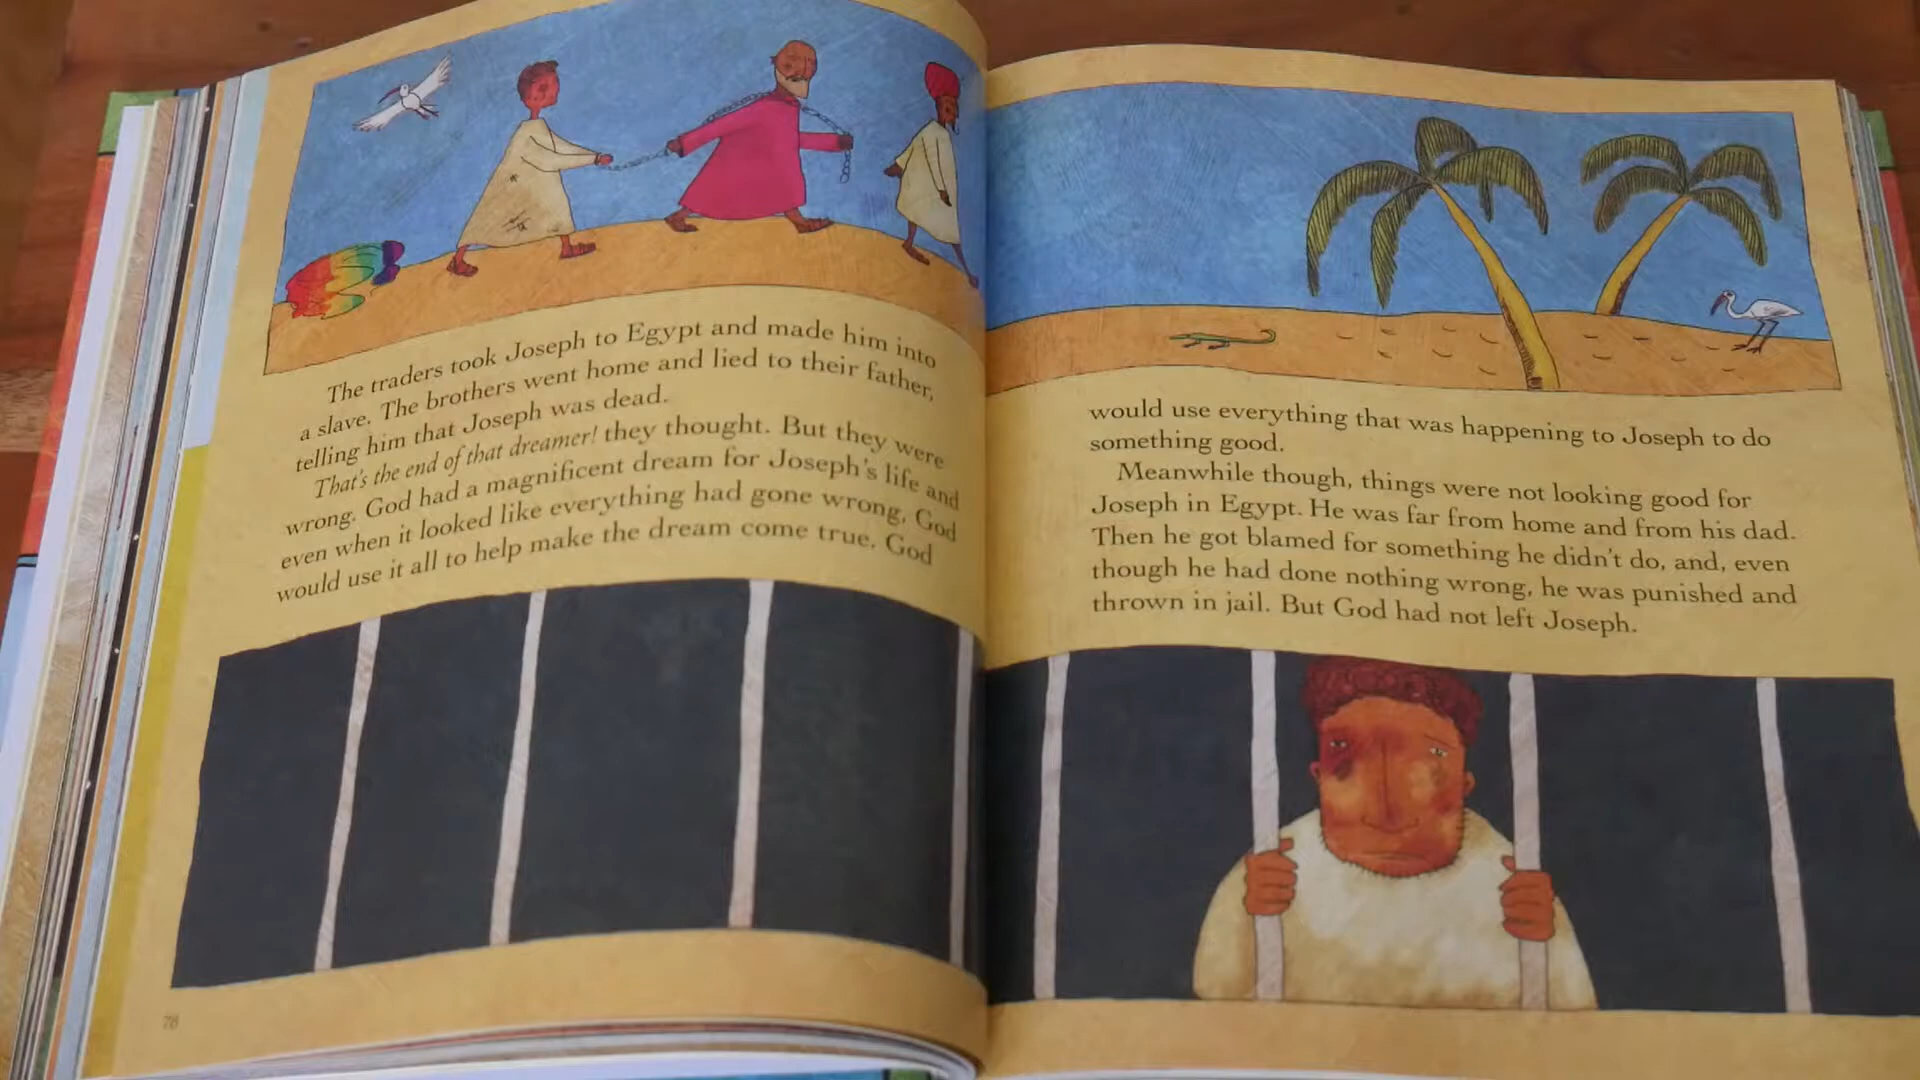 The traders took Joseph to Egypt and made him into
a slave. The brothers went home and lied to their father,
telling him that Joseph was dead.
That's the end of that dreamer! they thought. But they were
wrong. God had a magnificent dream for Joseph's life and
even when it looked like everything had gone wrong, God
would use it all to help make the dream come true. God
78
would use everything that was happening to Joseph to do
something good.
Meanwhile though, things were not looking good for
Joseph in Egypt. He was far from home and from his dad.
Then he got blamed for something he didn't do, and, even
though he had done nothing wrong, he was punished and
thrown in jail. But God had not left Joseph.